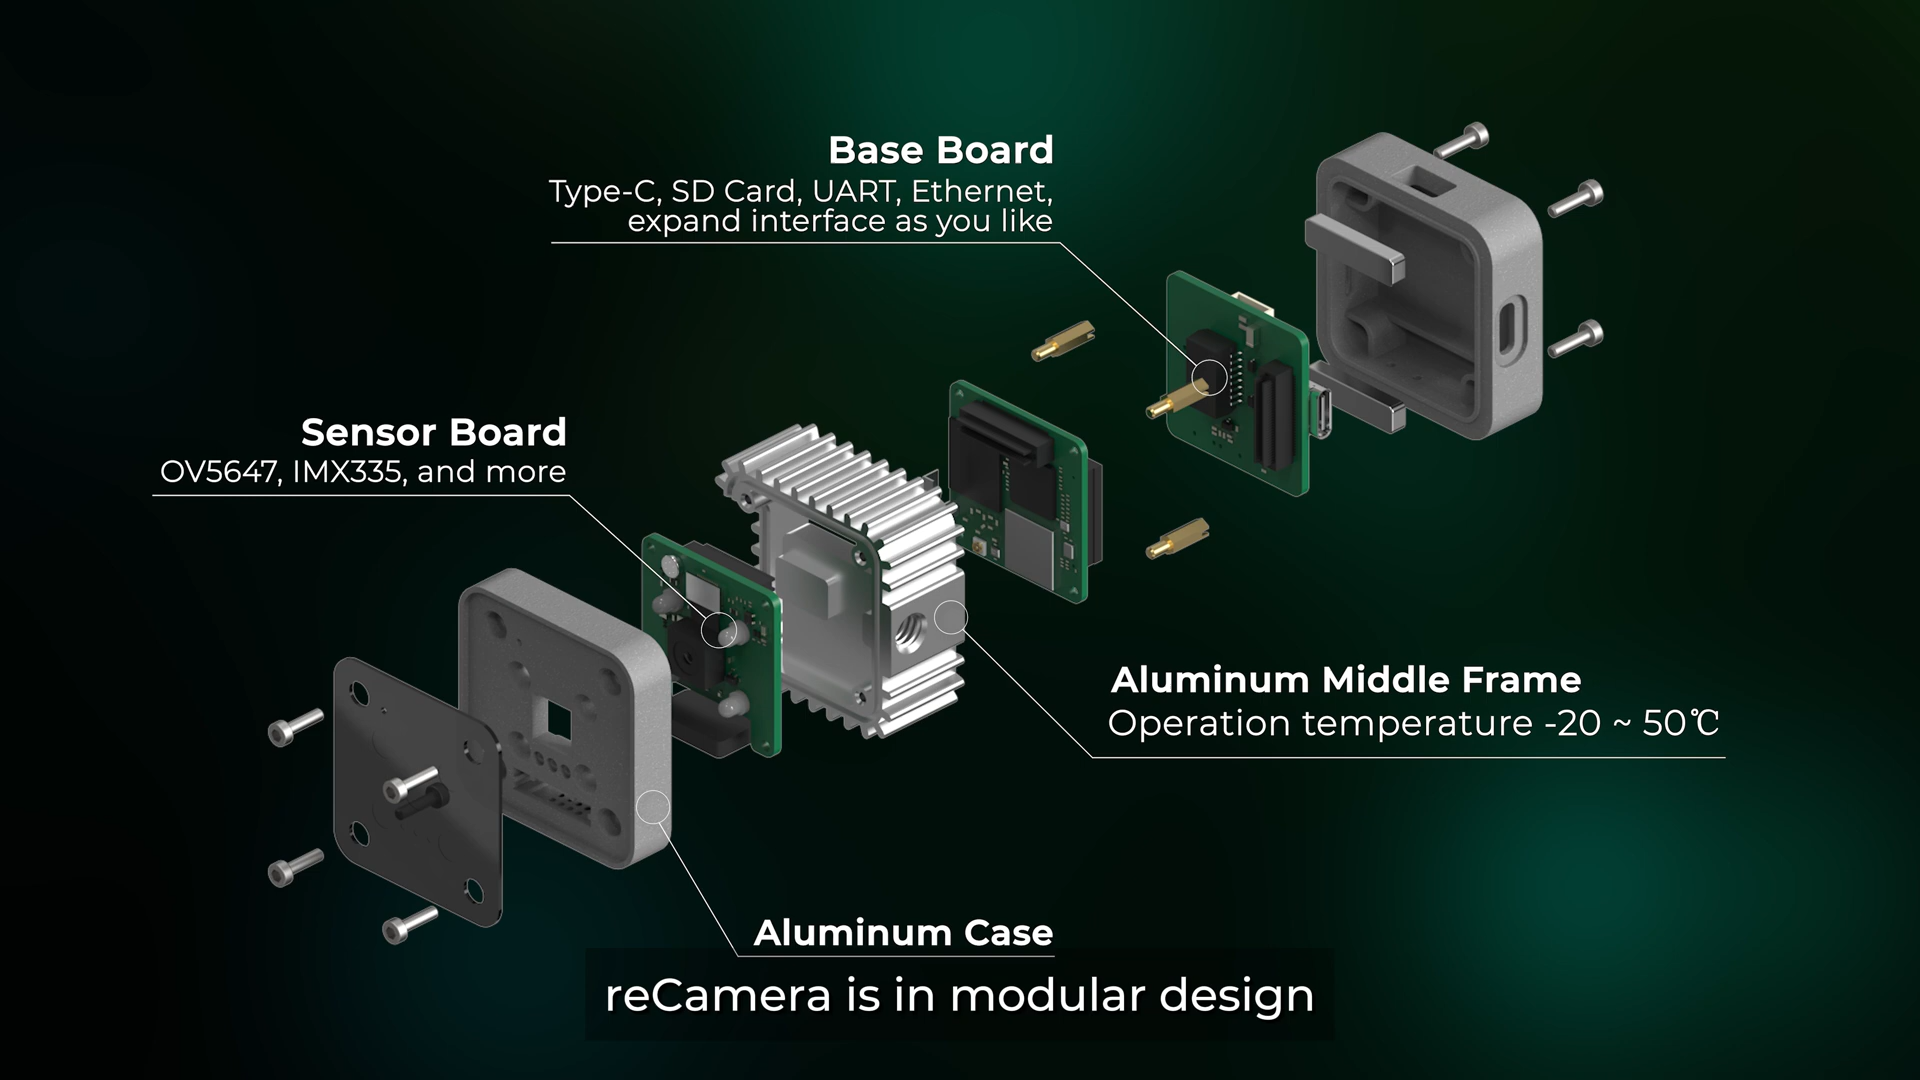 Base Board
Type-C, SD Card, UART, Ethernet,
expand interface as you like
Sensor Board
OV5647, IMX335, and more
Aluminum Middle Frame
Operation temperature -20 ~ 50℃
Aluminum Case
reCamera is in modular design